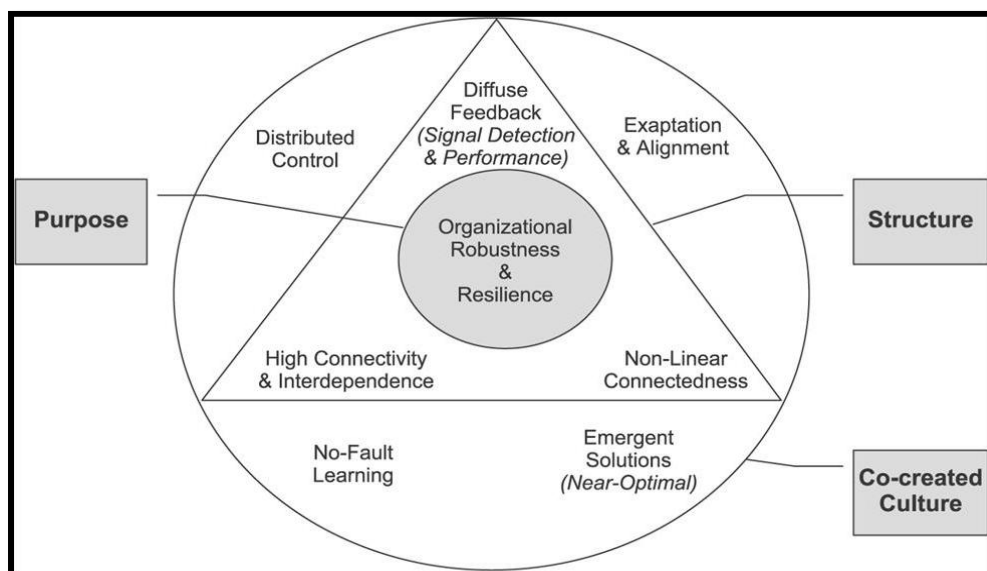 Diffuse
Feedback
(Signal Detection
& Performance)
Distributed
Control
Exaptation
& Alignment
Purpose
Organizational
Robustness
&
Resilience
Structure
High Connectivity
& Interdependence
Non-Linear
Connectedness
No-Fault
Learning
Emergent
Solutions
(Near-Optimal)
Co-created
Culture